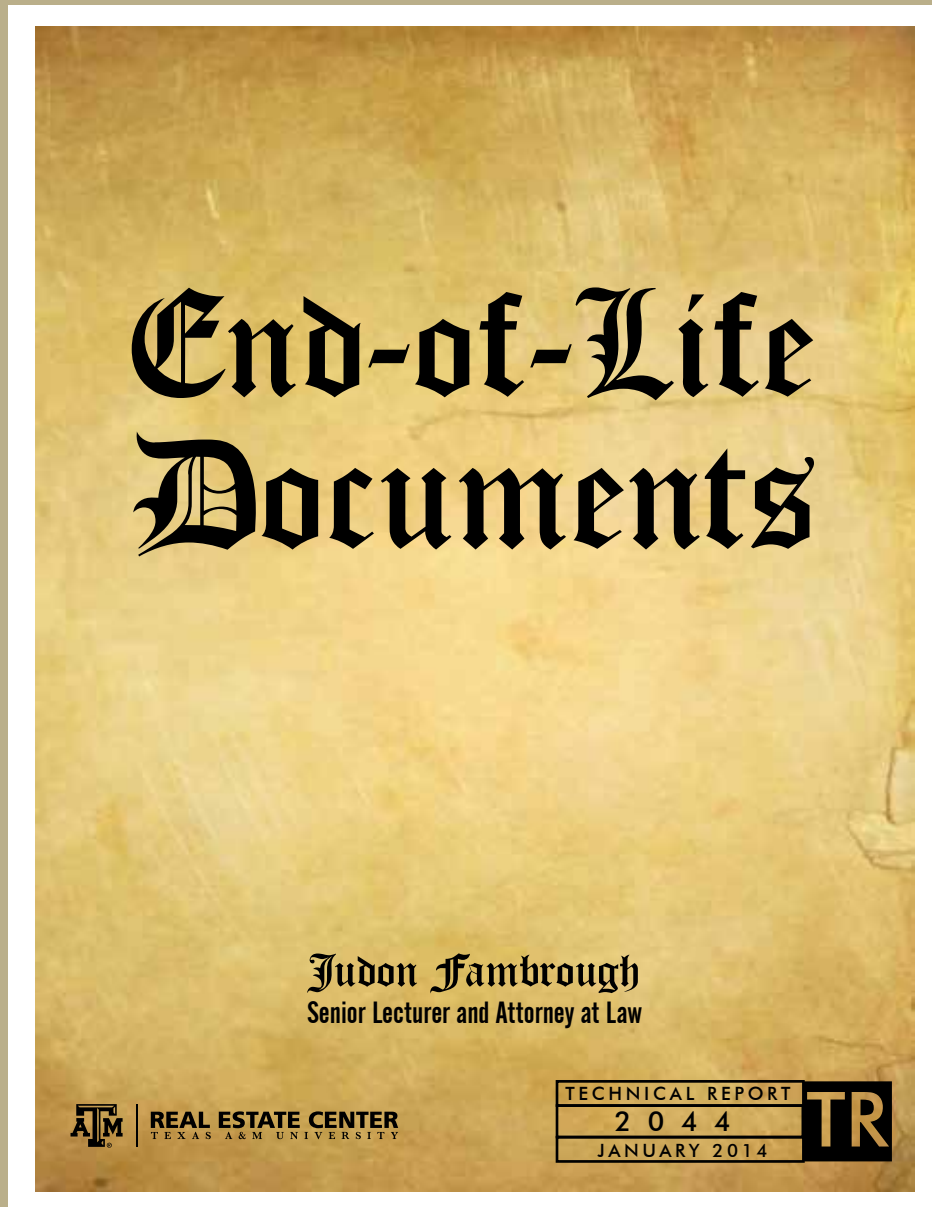 End-of-Life
Documents
Judon Fambrough
Senior Lecturer and Attorney at Law
ATM
®
REAL ESTATE CENTER
TEXAS A&M UNIVERSITY
TECHNICAL REPORT
2044
JANUARY 2014
TR